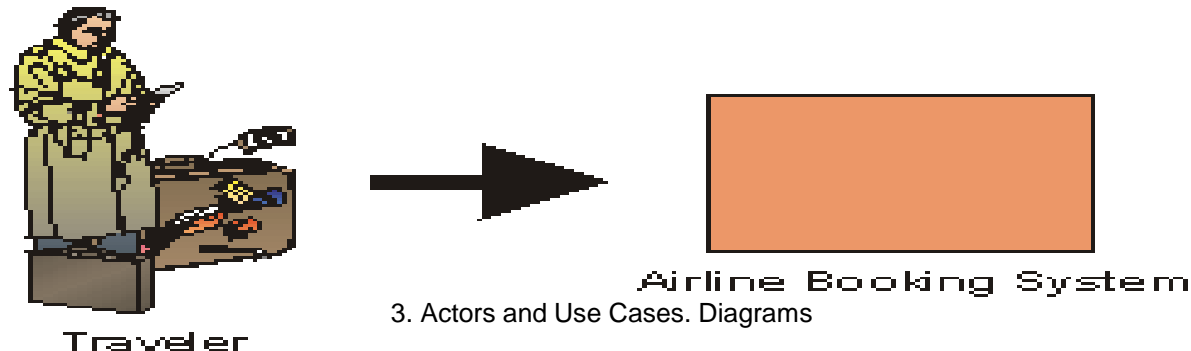 Airline Booking System
3. Actors and Use Cases. Diagrams
Traveler